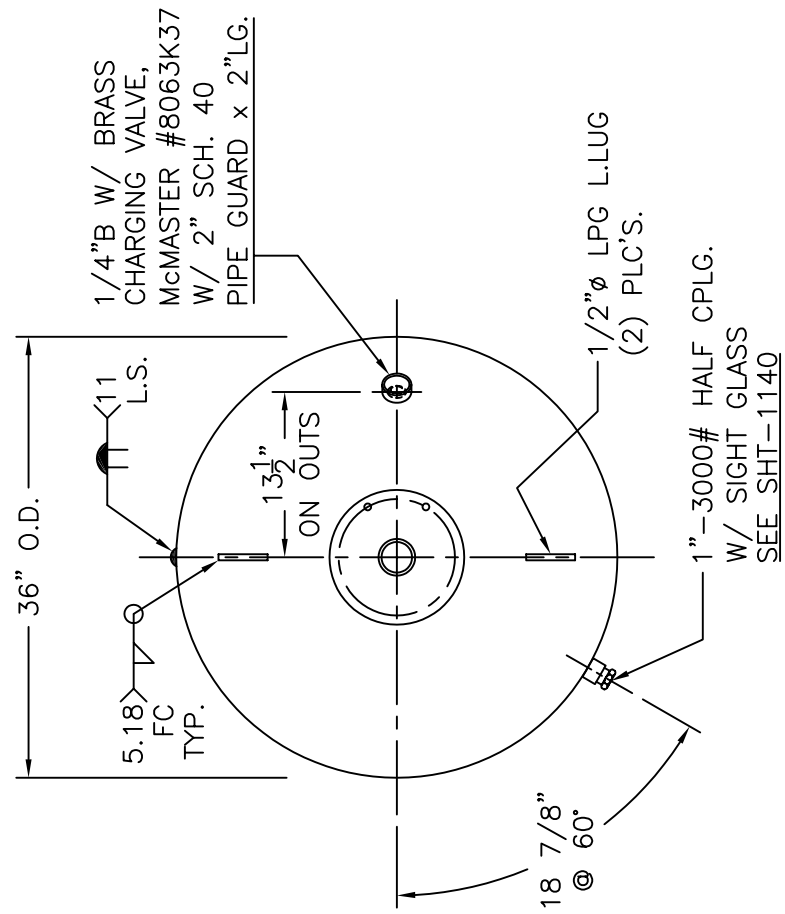 1/4"B W/ BRASS
CHARGING VALVE,
McMASTER #8063K37
W/ 2" SCH. 40
PIPE GUARD x 2"LG.
36" O.D.
11
L.S.
13 1/2"
ON OUTS
5.18
FC
TYP.
1/2"ø LPG L.LUG
(2) PLC'S.
1"-3000# HALF CPLG.
W/ SIGHT GLASS
SEE SHT-1140
18 7/8"
@ 60°